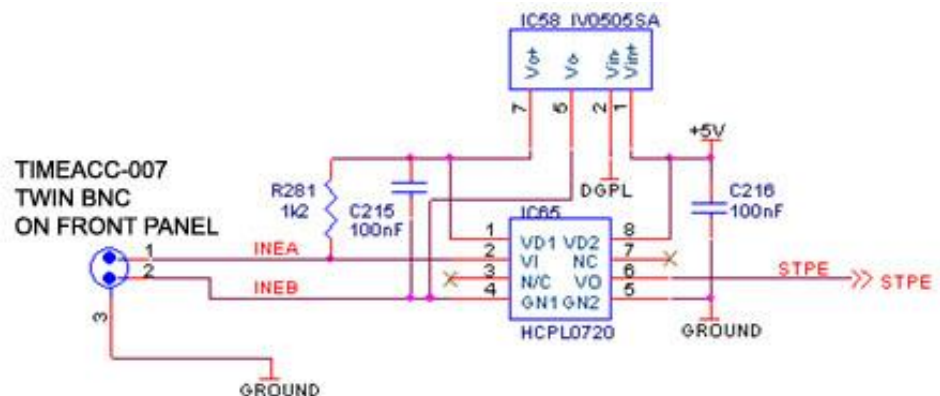 IC58 IV0505SA
Vo+ Vo- Vin- Vin+
7 5 2 1
+5V
TIMEACC-007
TWIN BNC
ON FRONT PANEL
R281
1k2
C215
100nF
DGPL
C216
100nF
IC65
1 VD1 VD2 8
2 VI NC 7
3 N/C VO 6
4 GN1 GN2 5
HCPL0720
1 INEA
2 INEB
3
STPE
STPE
GROUND
GROUND